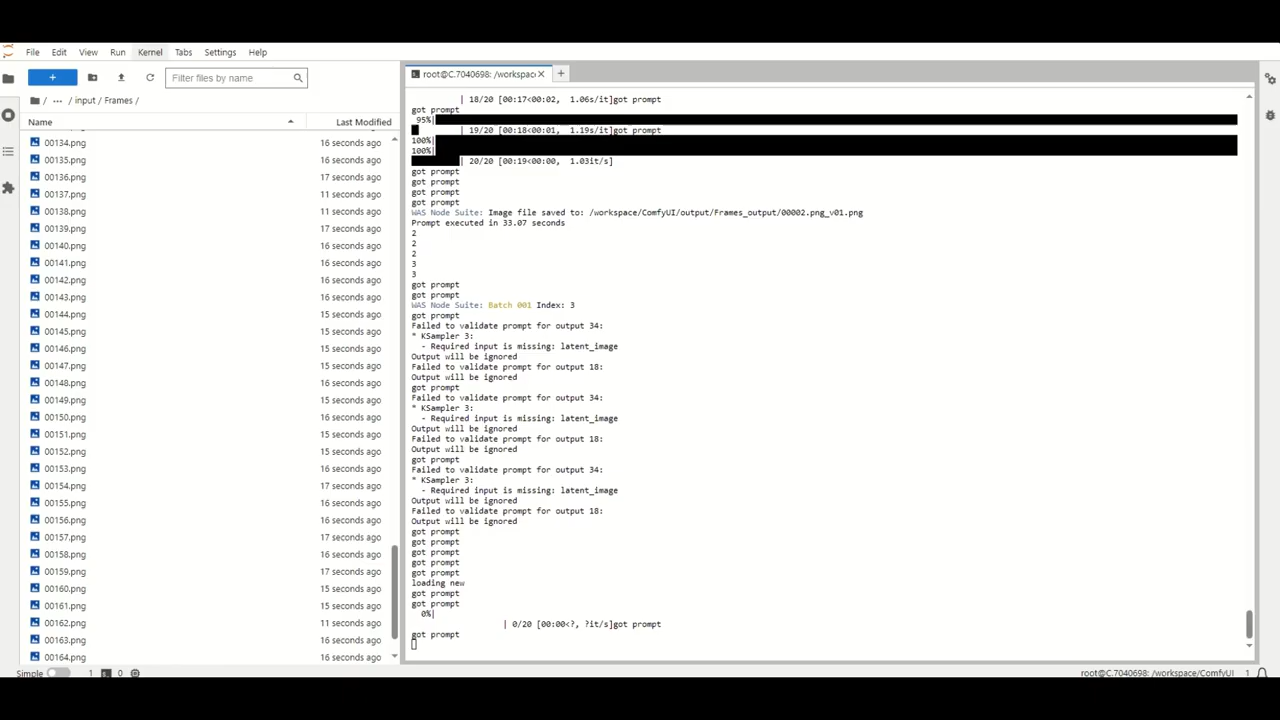 File Edit View Run Kernel Tabs Settings Help
+
Filter files by name
/ ... / input / Frames /
Name Last Modified
00134.png 16 seconds ago
00135.png 16 seconds ago
00136.png 17 seconds ago
00137.png 11 seconds ago
00138.png 11 seconds ago
00139.png 17 seconds ago
00140.png 16 seconds ago
00141.png 16 seconds ago
00142.png 16 seconds ago
00143.png 16 seconds ago
00144.png 15 seconds ago
00145.png 15 seconds ago
00146.png 15 seconds ago
00147.png 15 seconds ago
00148.png 16 seconds ago
00149.png 15 seconds ago
00150.png 16 seconds ago
00151.png 15 seconds ago
00152.png 15 seconds ago
00153.png 16 seconds ago
00154.png 17 seconds ago
00155.png 16 seconds ago
00156.png 16 seconds ago
00157.png 17 seconds ago
00158.png 16 seconds ago
00159.png 17 seconds ago
00160.png 15 seconds ago
00161.png 15 seconds ago
00162.png 11 seconds ago
00163.png 16 seconds ago
00164.png 16 seconds ago
root@C.7040698: /workspac
| 18/20 [00:17<00:02, 1.06s/it]got prompt
got prompt
95%|
| 19/20 [00:18<00:01, 1.19s/it]got prompt
100%|
100%|
| 20/20 [00:19<00:00, 1.03it/s]
got prompt
got prompt
got prompt
got prompt
WAS Node Suite: Image file saved to: /workspace/ComfyUI/output/Frames_output/00002.png_v01.png
Prompt executed in 33.07 seconds
2
2
2
3
3
got prompt
got prompt
WAS Node Suite: Batch 001 Index: 3
got prompt
Failed to validate prompt for output 34:
* KSampler 3:
- Required input is missing: latent_image
Output will be ignored
Failed to validate prompt for output 18:
Output will be ignored
got prompt
Failed to validate prompt for output 34:
* KSampler 3:
- Required input is missing: latent_image
Output will be ignored
Failed to validate prompt for output 18:
Output will be ignored
got prompt
Failed to validate prompt for output 34:
* KSampler 3:
- Required input is missing: latent_image
Output will be ignored
Failed to validate prompt for output 18:
Output will be ignored
got prompt
got prompt
got prompt
got prompt
got prompt
loading new
got prompt
got prompt
0%|
| 0/20 [00:00<?, ?it/s]got prompt
got prompt
Simple 1 0 root@C.7040698: /workspace/ComfyUI 1